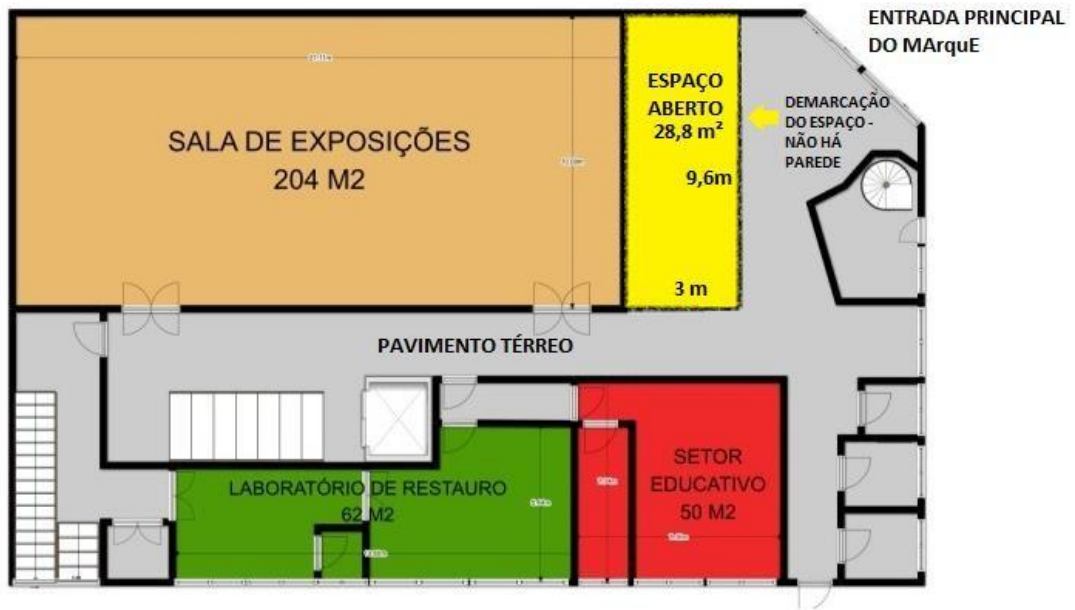 ENTRADA PRINCIPAL
DO MArquE
ESPAÇO
ABERTO
28,8 m²
9,6m
3 m
DEMARCAÇÃO
DO ESPAÇO -
NÃO HÁ
PAREDE
SALA DE EXPOSIÇÕES
204 M2
PAVIMENTO TÉRREO
LABORATÓRIO DE RESTAURO
62 M2
SETOR
EDUCATIVO
50 M2